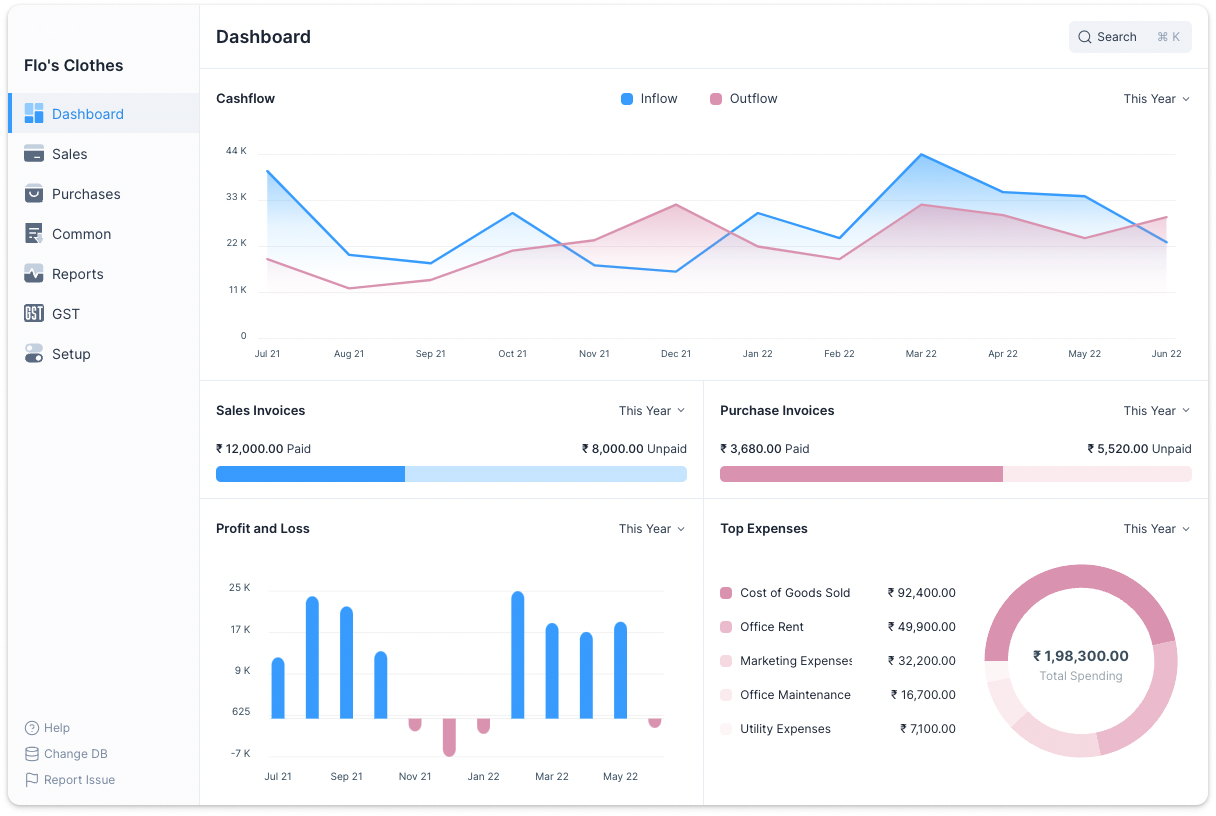 Flo's Clothes
Dashboard
Sales
Purchases
Common
Reports
GST
GST
Setup
Help
Change DB
Report Issue
Dashboard
Search ⌘ K
Cashflow
Inflow
Outflow
This Year
44 K
33 K
22 K
11 K
0
Jul 21 Aug 21 Sep 21 Oct 21 Nov 21 Dec 21 Jan 22 Feb 22 Mar 22 Apr 22 May 22 Jun 22
Sales Invoices This Year
₹ 12,000.00 Paid ₹ 8,000.00 Unpaid
Purchase Invoices This Year
₹ 3,680.00 Paid ₹ 5,520.00 Unpaid
Profit and Loss This Year
25 K
17 K
9 K
625
-7 K
Jul 21 Sep 21 Nov 21 Jan 22 Mar 22 May 22
Top Expenses This Year
Cost of Goods Sold ₹ 92,400.00
Office Rent ₹ 49,900.00
Marketing Expenses ₹ 32,200.00
Office Maintenance ₹ 16,700.00
Utility Expenses ₹ 7,100.00
₹ 1,98,300.00
Total Spending